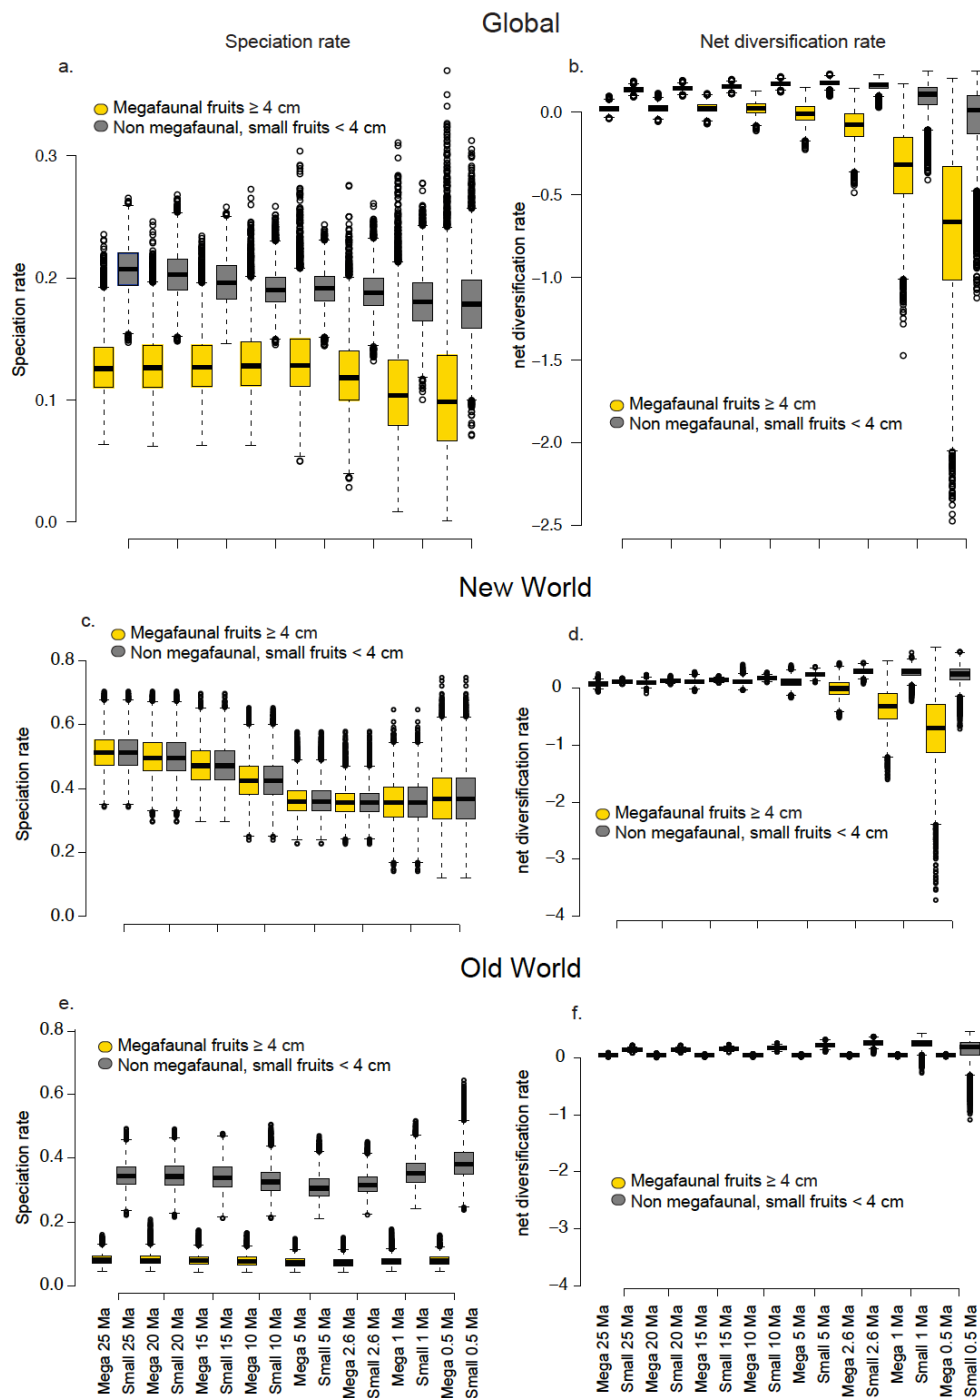 Global
Speciation rate
Net diversification rate
a.
Megafaunal fruits ≥ 4 cm
Non megafaunal, small fruits < 4 cm
Speciation rate
0.3
0.2
0.1
0.0
b.
net diversification rate
0.0
−0.5
−1.0
−1.5
−2.0
−2.5
Megafaunal fruits ≥ 4 cm
Non megafaunal, small fruits < 4 cm
New World
c.
Megafaunal fruits ≥ 4 cm
Non megafaunal, small fruits < 4 cm
Speciation rate
0.8
0.6
0.4
0.2
0.0
d.
net diversification rate
0
−1
−2
−3
−4
Megafaunal fruits ≥ 4 cm
Non megafaunal, small fruits < 4 cm
Old World
e.
Megafaunal fruits ≥ 4 cm
Non megafaunal, small fruits < 4 cm
Speciation rate
0.8
0.6
0.4
0.2
0.0
Mega 25 Ma
Small 25 Ma
Mega 20 Ma
Small 20 Ma
Mega 15 Ma
Small 15 Ma
Mega 10 Ma
Small 10 Ma
Mega 5 Ma
Small 5 Ma
Mega 2.6 Ma
Small 2.6 Ma
Mega 1 Ma
Small 1 Ma
Mega 0.5 Ma
Small 0.5 Ma
f.
net diversification rate
0
−1
−2
−3
−4
Megafaunal fruits ≥ 4 cm
Non megafaunal, small fruits < 4 cm
Mega 25 Ma
Small 25 Ma
Mega 20 Ma
Small 20 Ma
Mega 15 Ma
Small 15 Ma
Mega 10 Ma
Small 10 Ma
Mega 5 Ma
Small 5 Ma
Mega 2.6 Ma
Small 2.6 Ma
Mega 1 Ma
Small 1 Ma
Mega 0.5 Ma
Small 0.5 Ma